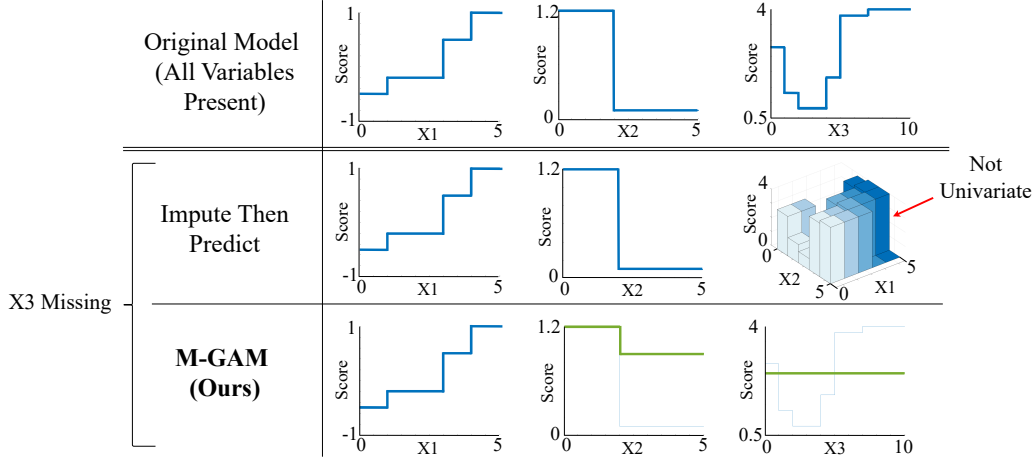 Original Model
(All Variables
Present)
1
Score
-1
0
X1
5
1.2
Score
0
0
X2
5
4
Score
0.5
0
X3
10
X3 Missing
Impute Then
Predict
1
Score
-1
0
X1
5
1.2
Score
0
0
X2
5
4
Score
0
0
X2
5
0
X1
5
Not
Univariate
M-GAM
(Ours)
1
Score
-1
0
X1
5
1.2
Score
0
0
X2
5
4
Score
0.5
0
X3
10